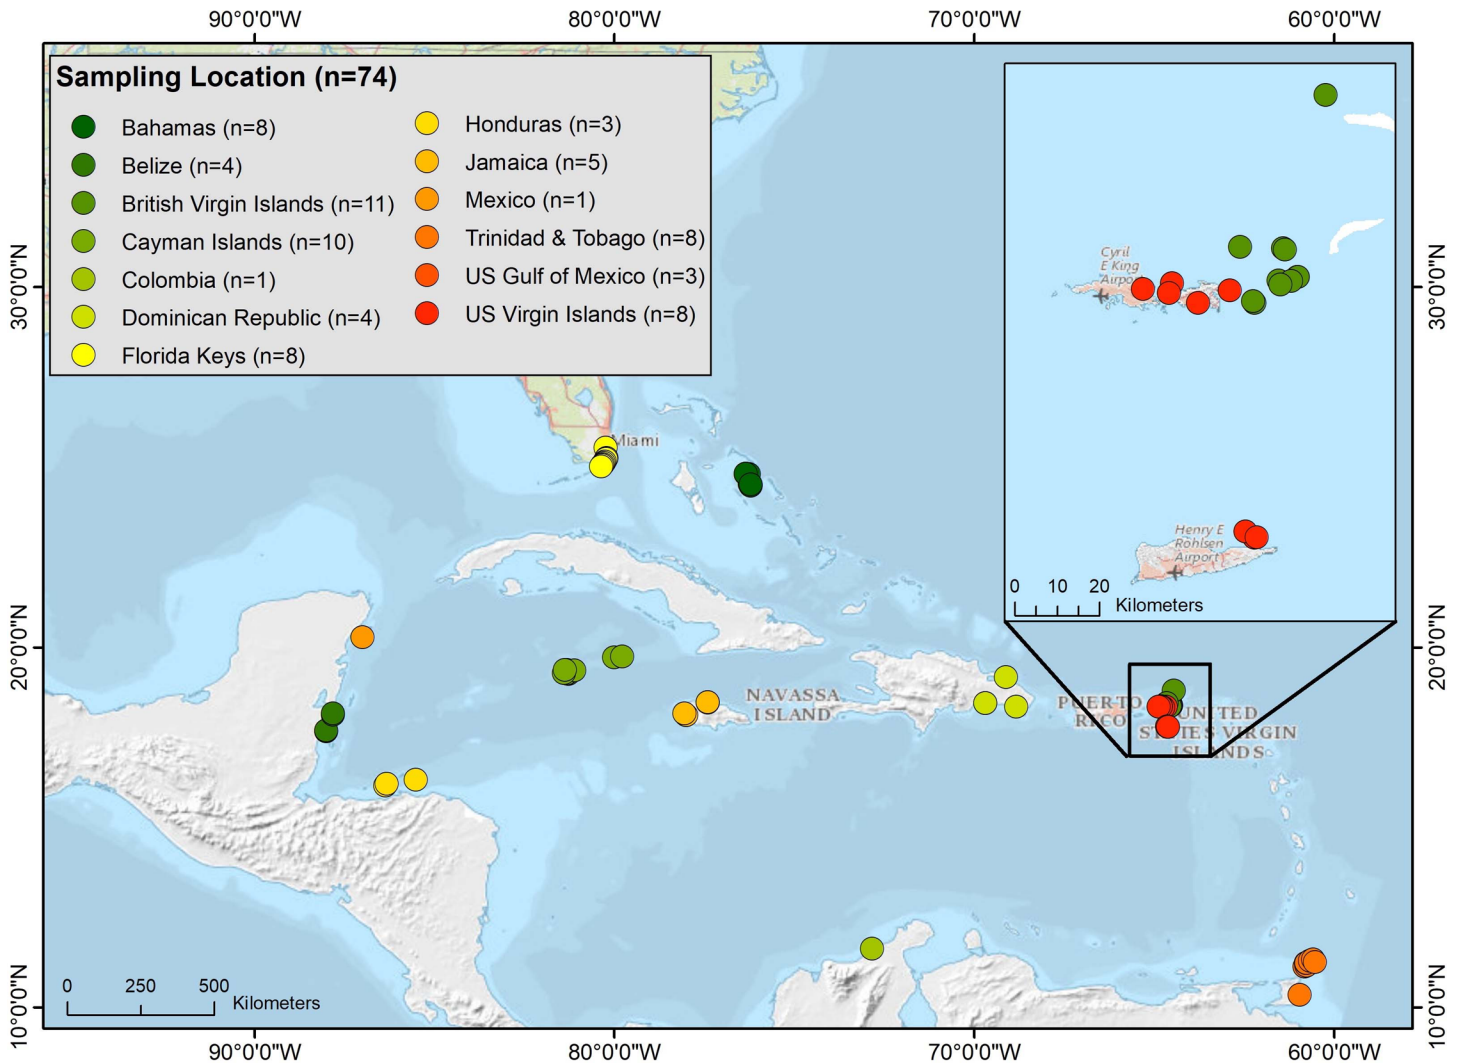 90°0'0"W
80°0'0"W
70°0'0"W
60°0'0"W
Sampling Location (n=74)
Bahamas (n=8)
Belize (n=4)
British Virgin Islands (n=11)
Cayman Islands (n=10)
Colombia (n=1)
Dominican Republic (n=4)
Florida Keys (n=8)
Honduras (n=3)
Jamaica (n=5)
Mexico (n=1)
Trinidad & Tobago (n=8)
US Gulf of Mexico (n=3)
US Virgin Islands (n=8)
Cyril
E King
Airport
Henry E
Rohlsen
Airport
0 10 20
Kilometers
30°0'0"N
30°0'0"N
Miami
20°0'0"N
20°0'0"N
NAVASSA
ISLAND
PUERTO
RICO
UNITED
STATES VIRGIN
ISLANDS
0 250 500
Kilometers
10°0'0"N
10°0'0"N
90°0'0"W
80°0'0"W
70°0'0"W
60°0'0"W